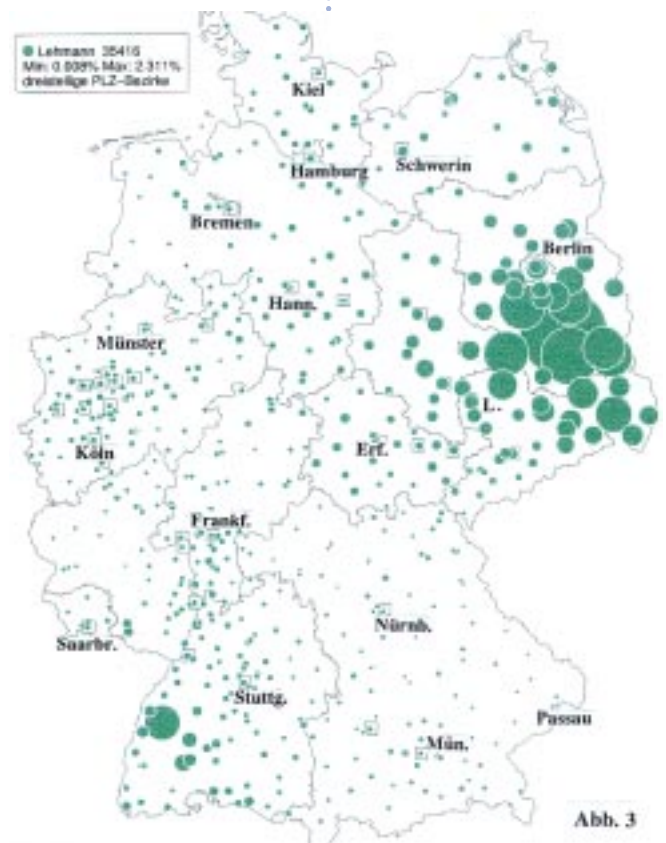 Lehmann 35416
Min: 0.008% Max: 2.311%
dreistellige PLZ-Bezirke
Kiel
Hamburg
Schwerin
Bremen
Berlin
Hann.
Münster
L.
Erf.
Köln
Frankf.
Nürnb.
Saarbr.
Stuttg.
Passau
Mün.
Abb. 3